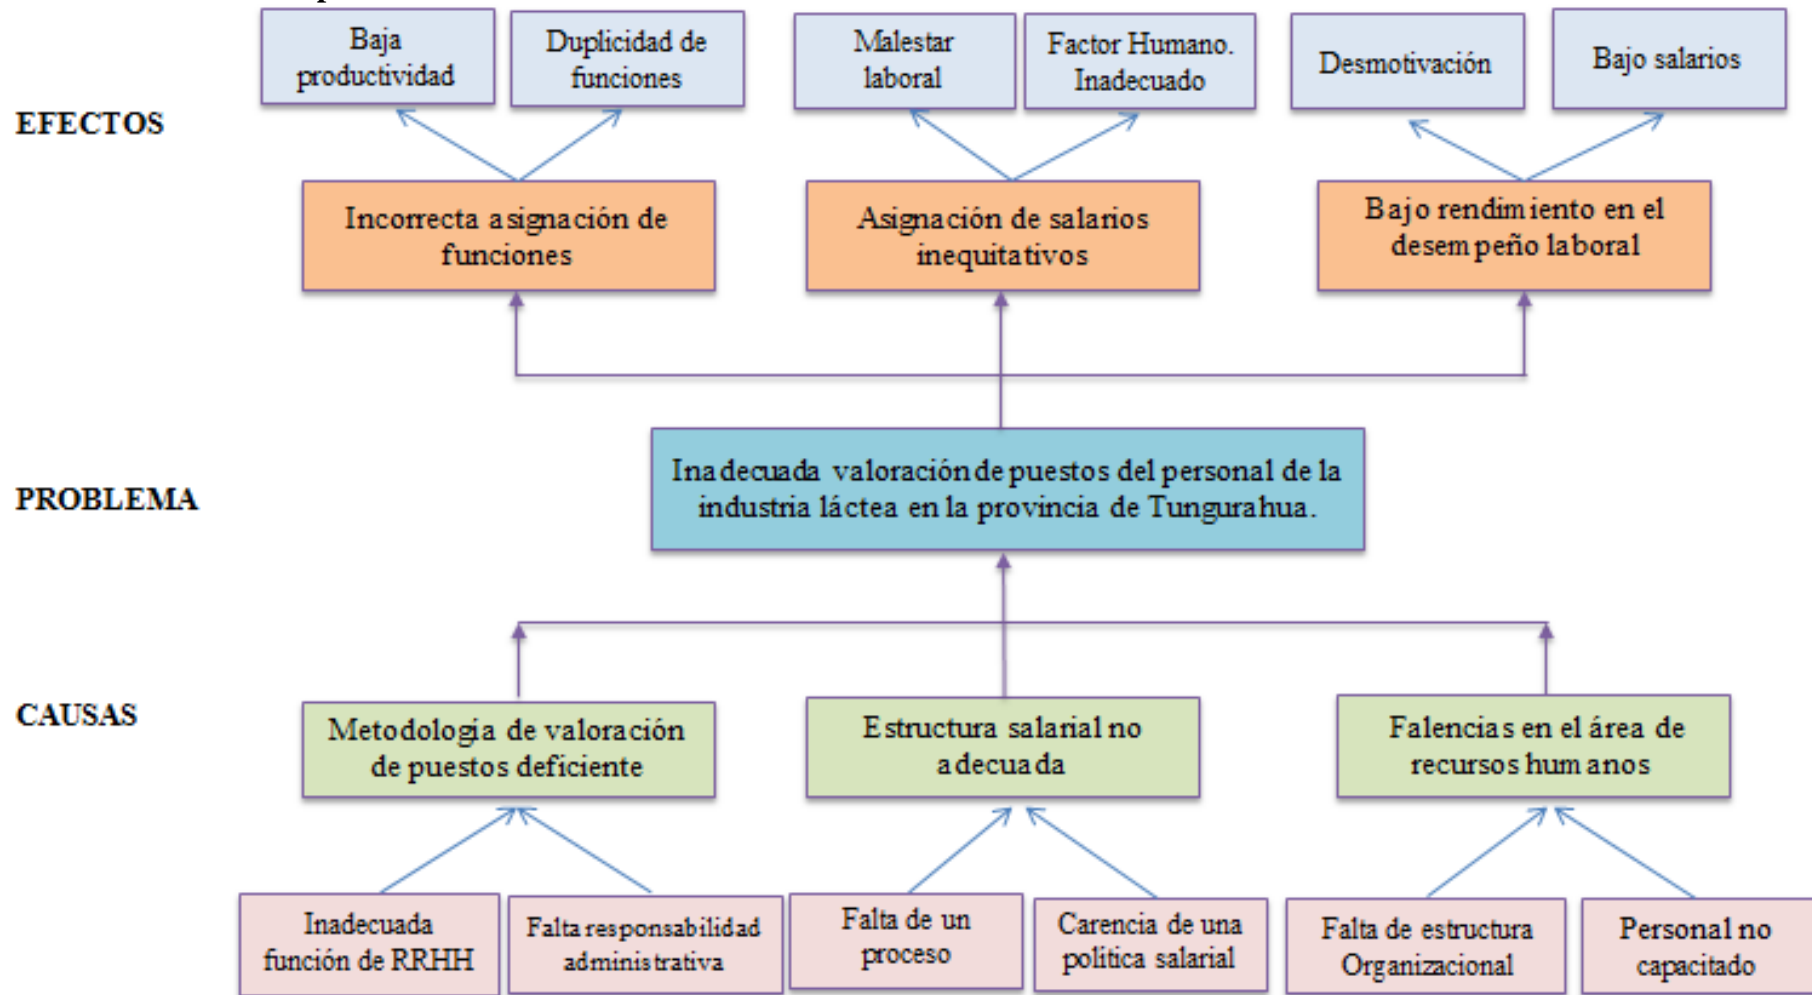 Baja
productividad
Duplicidad de
funciones
Malestar
laboral
Factor Humano.
Inadecuado
Desmotivación
Bajo salarios
EFECTOS
Incorrecta asignación de
funciones
Asignación de salarios
inequitativos
Bajo rendimiento en el
desempeño laboral
PROBLEMA
Inadecuada valoración de puestos del personal de la
industria láctea en la provincia de Tungurahua.
CAUSAS
Metodología de valoración
de puestos deficiente
Estructura salarial no
adecuada
Falencias en el área de
recursos humanos
Inadecuada
función de RRHH
Falta responsabilidad
administrativa
Falta de un
proceso
Carencia de una
política salarial
Falta de estructura
Organizacional
Personal no
capacitado